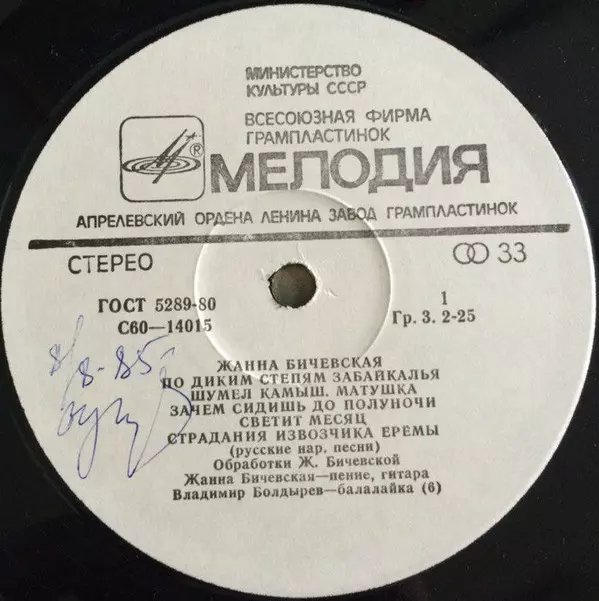 МИНИСТЕРСТВО
КУЛЬТУРЫ СССР
ВСЕСОЮЗНАЯ ФИРМА
ГРАМПЛАСТИНОК
®
МЕЛОДИЯ
АПРЕЛЕВСКИЙ ОРДЕНА ЛЕНИНА ЗАВОД ГРАМПЛАСТИНОК
СТЕРЕО
33
ГОСТ 5289-80
С60—14015
1
Гр. 3. 2-25
8/8-85
ЖАННА БИЧЕВСКАЯ
ПО ДИКИМ СТЕПЯМ ЗАБАЙКАЛЬЯ
ШУМЕЛ КАМЫШ. МАТУШКА
ЗАЧЕМ СИДИШЬ ДО ПОЛУНОЧИ
СВЕТИТ МЕСЯЦ
СТРАДАНИЯ ИЗВОЗЧИКА ЕРЕМЫ
(русские нар, песни)
Обработки Ж. Бичевской
Жанна Бичевская—пение, гитара
Владимир Болдырев—балалайка (6)